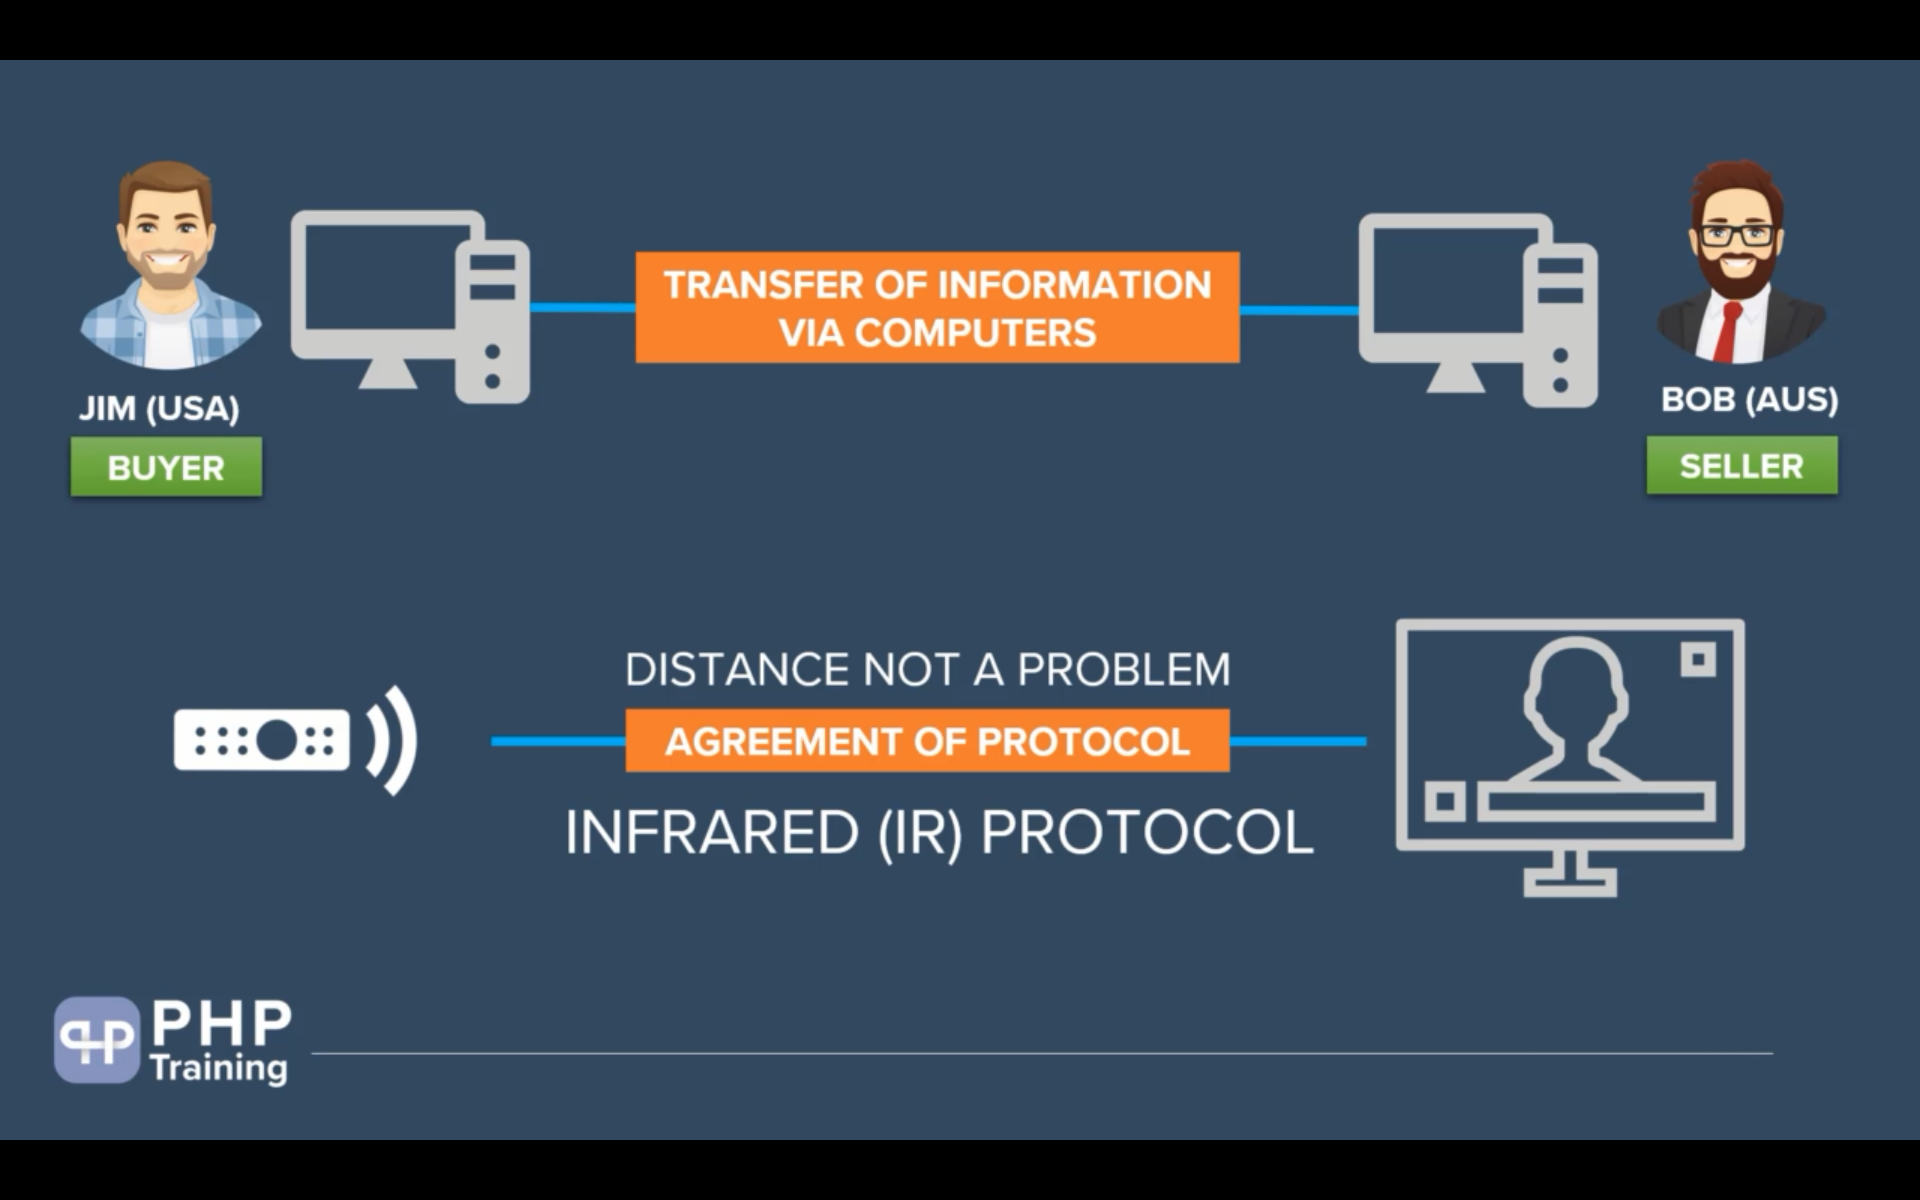 TRANSFER OF INFORMATION
VIA COMPUTERS
JIM (USA)
BUYER
BOB (AUS)
SELLER
DISTANCE NOT A PROBLEM
AGREEMENT OF PROTOCOL
INFRARED (IR) PROTOCOL
PHP
Training